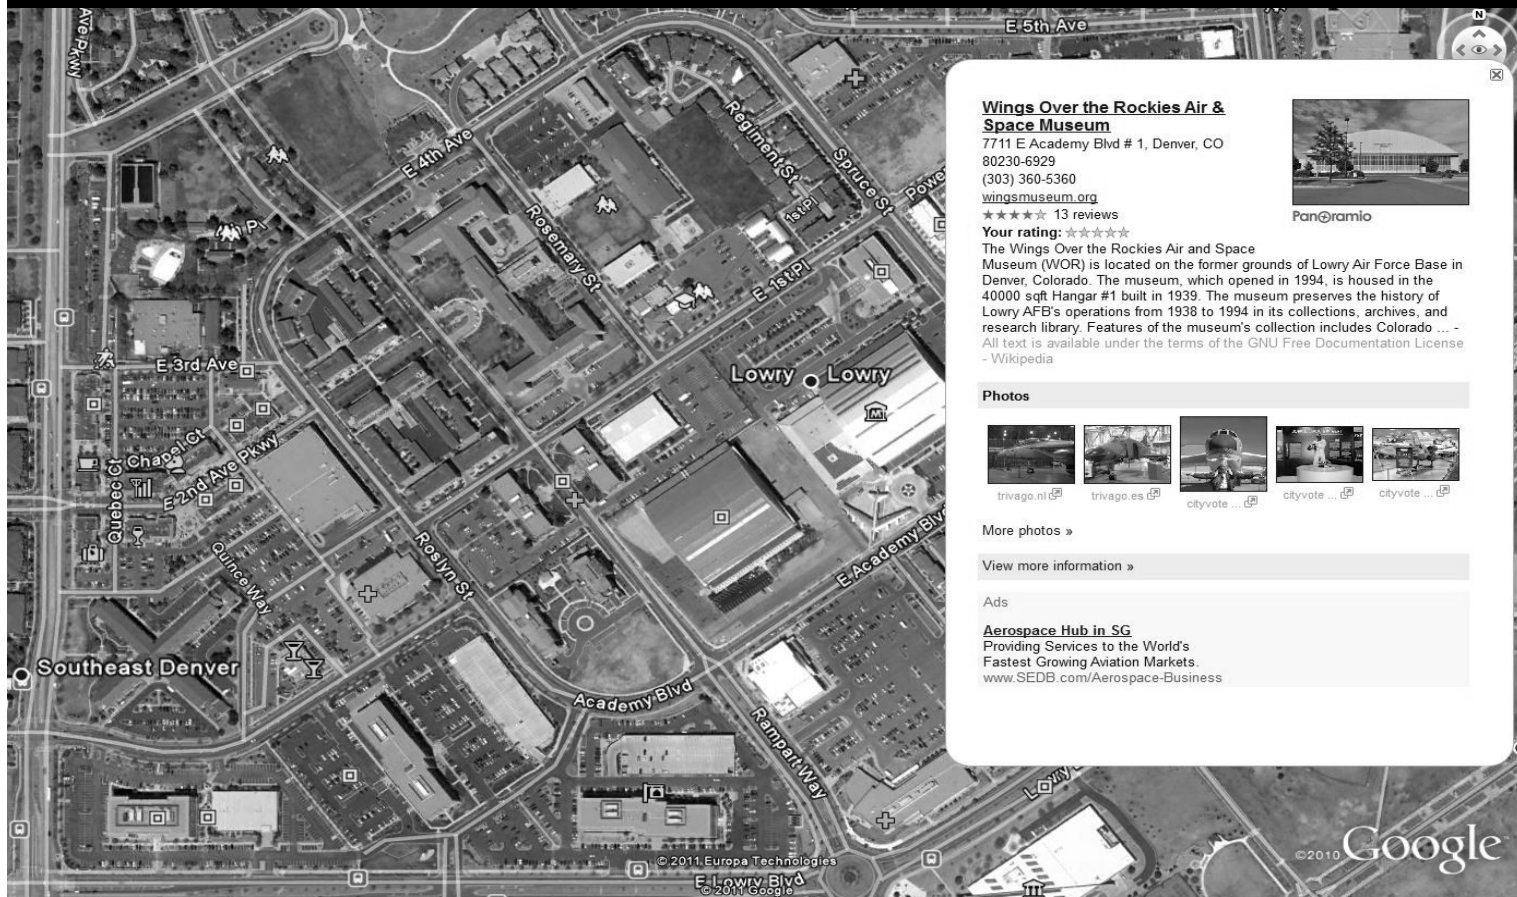 Ave Pkwy
E 5th Ave
N
E 4th Ave
Regiment St
Spruce St
Powe
1st Pl
Pl
Rosemary St
E 1st Pl
E 3rd Ave
Lowry
Lowry
Chapel Ct
E 2nd Ave Pkwy
Quebec Ct
Quince Way
Roslyn St
E Academy Blvd
Southeast Denver
Academy Blvd
Rampart Way
© 2011 Europa Technologies
E Lowry Blvd
© 2011 Google
©2010 Google
Wings Over the Rockies Air &
Space Museum
7711 E Academy Blvd # 1, Denver, CO
80230-6929
(303) 360-5360
wingsmuseum.org
13 reviews
Your rating:
The Wings Over the Rockies Air and Space
Museum (WOR) is located on the former grounds of Lowry Air Force Base in
Denver, Colorado. The museum, which opened in 1994, is housed in the
40000 sqft Hangar #1 built in 1939. The museum preserves the history of
Lowry AFB's operations from 1938 to 1994 in its collections, archives, and
research library. Features of the museum's collection includes Colorado ... -
All text is available under the terms of the GNU Free Documentation License
- Wikipedia
Panoramio
Photos
trivago.nl
trivago.es
cityvote ...
cityvote ...
cityvote ...
More photos »
View more information »
Ads
Aerospace Hub in SG
Providing Services to the World's
Fastest Growing Aviation Markets.
www.SEDB.com/Aerospace-Business